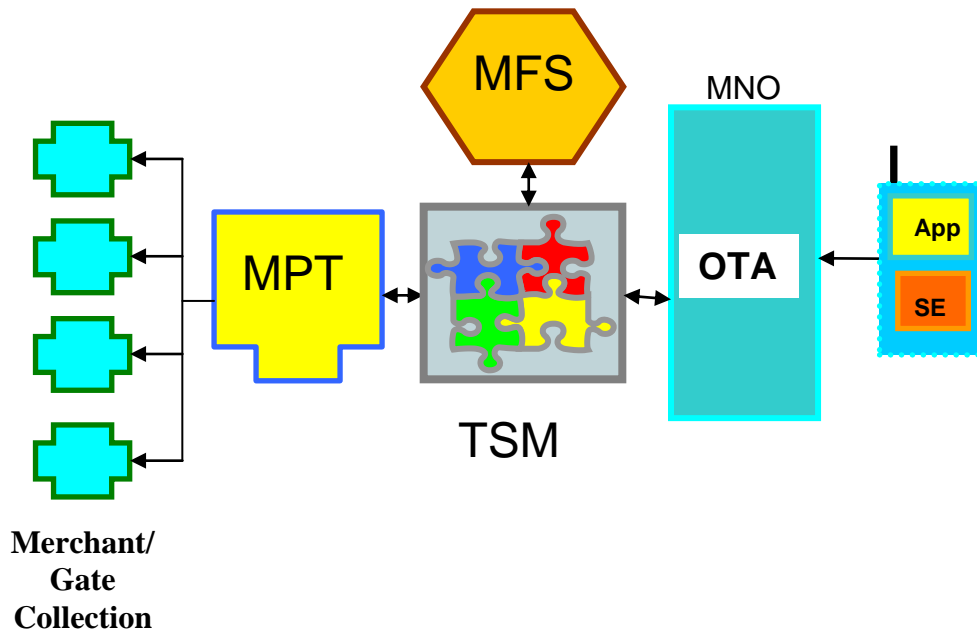 MFS
MNO
App
MPT
OTA
SE
TSM
Merchant/
Gate
Collection